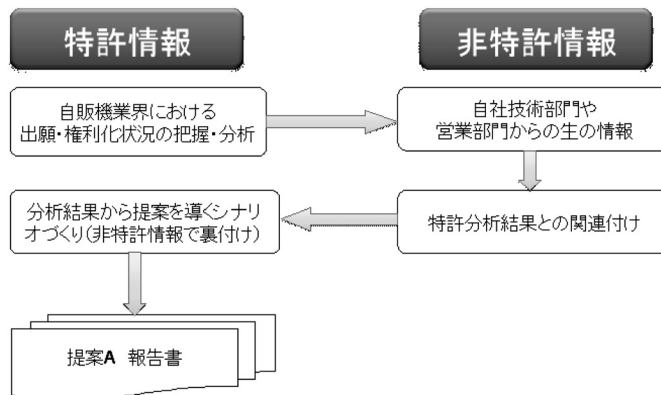 特許情報
非特許情報
自販機業界における
出願・権利化状況の把握・分析
自社技術部門や
営業部門からの生の情報
分析結果から提案を導くシナリ
オづくり(非特許情報で裏付け)
特許分析結果との関連付け
提案A 報告書